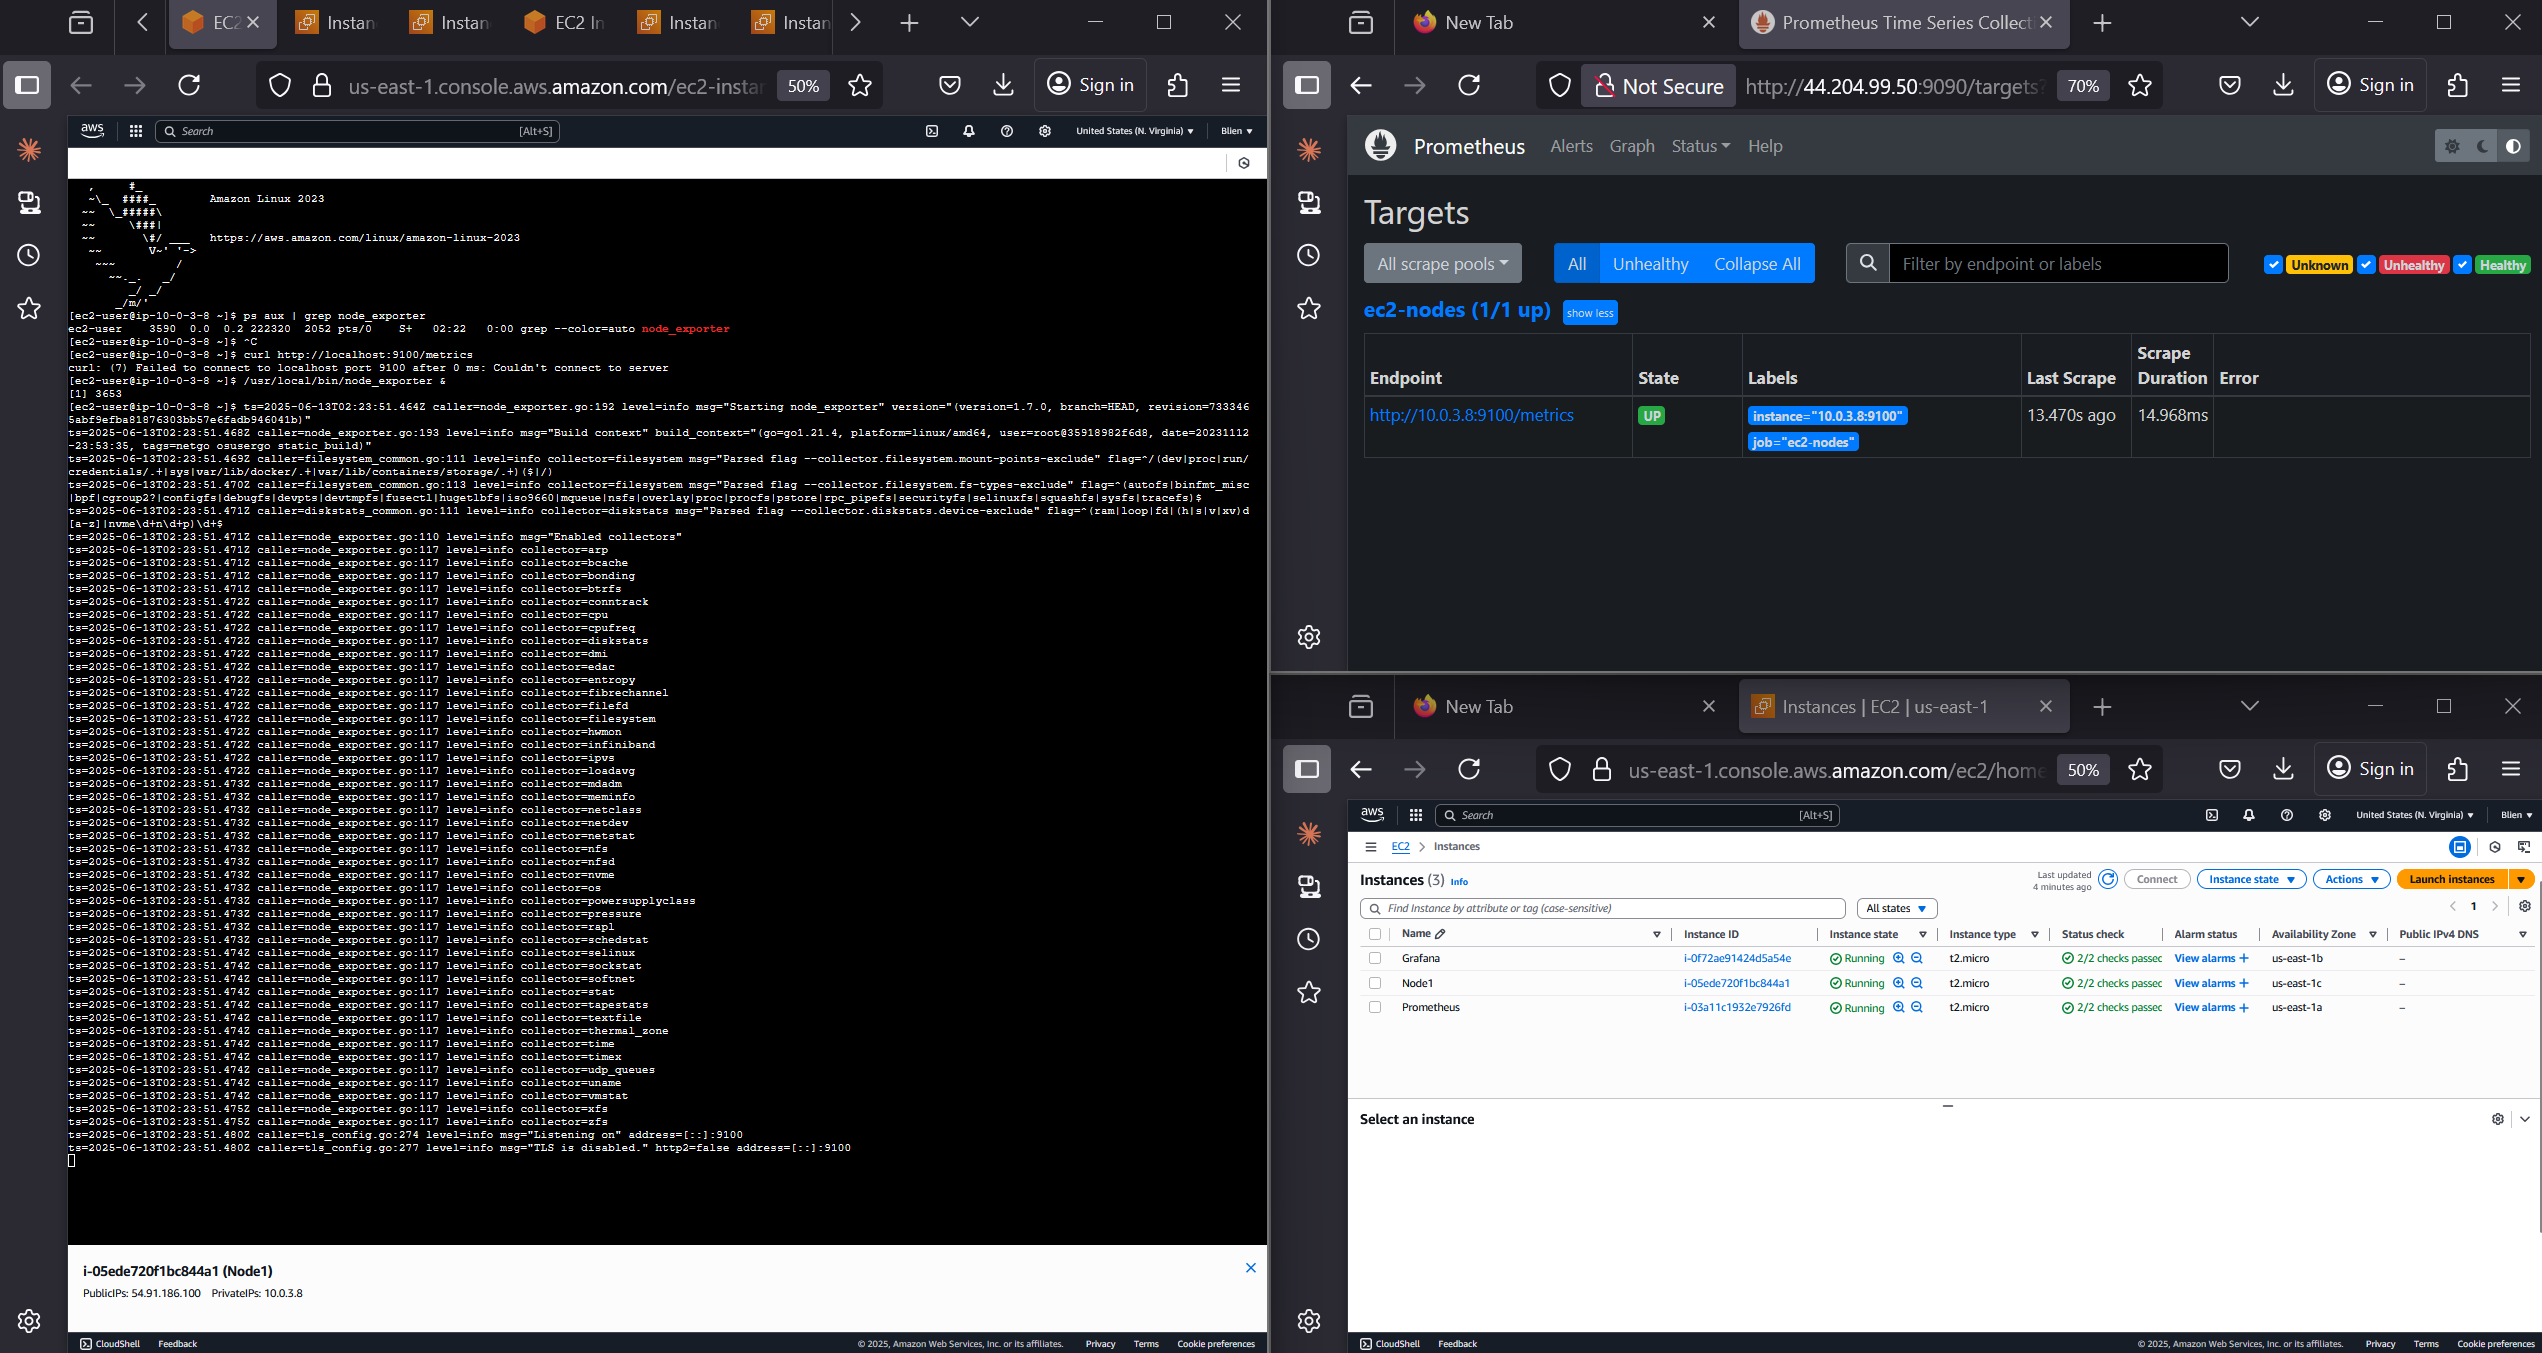 EC2
Instan
Instan
EC2 In
Instan
Instan
us-east-1.console.aws.amazon.com/ec2-instan
50%
Sign in
aws
Search
[Alt+S]
United States (N. Virginia)
Blien
Amazon Linux 2023
https://aws.amazon.com/linux/amazon-linux-2023
[ec2-user@ip-10-0-3-8 ~]$ ps aux | grep node_exporter
ec2-user    3590  0.0  0.2 222320  2052 pts/0    S+   02:22   0:00 grep --color=auto node_exporter
[ec2-user@ip-10-0-3-8 ~]$ ^C
[ec2-user@ip-10-0-3-8 ~]$ curl http://localhost:9100/metrics
curl: (7) Failed to connect to localhost port 9100 after 0 ms: Couldn't connect to server
[ec2-user@ip-10-0-3-8 ~]$ /usr/local/bin/node_exporter &
[1] 3653
[ec2-user@ip-10-0-3-8 ~]$ ts=2025-06-13T02:23:51.464Z caller=node_exporter.go:192 level=info msg="Starting node_exporter" version="(version=1.7.0, branch=HEAD, revision=733346
5abf9efba81876303bb57e6fadb946041b)"
ts=2025-06-13T02:23:51.468Z caller=node_exporter.go:193 level=info msg="Build context" build_context="(go=go1.21.4, platform=linux/amd64, user=root@35918982f6d8, date=20231112
-23:53:35, tags=netgo osusergo static_build)"
ts=2025-06-13T02:23:51.469Z caller=filesystem_common.go:111 level=info collector=filesystem msg="Parsed flag --collector.filesystem.mount-points-exclude" flag=^/(dev|proc|run/
credentials/.+|sys|var/lib/docker/.+|var/lib/containers/storage/.+)($|/)
ts=2025-06-13T02:23:51.470Z caller=filesystem_common.go:113 level=info collector=filesystem msg="Parsed flag --collector.filesystem.fs-types-exclude" flag=^(autofs|binfmt_misc
|bpf|cgroup2?|configfs|debugfs|devpts|devtmpfs|fusectl|hugetlbfs|iso9660|mqueue|nsfs|overlay|proc|procfs|pstore|rpc_pipefs|securityfs|selinuxfs|squashfs|sysfs|tracefs)$
ts=2025-06-13T02:23:51.471Z caller=diskstats_common.go:111 level=info collector=diskstats msg="Parsed flag --collector.diskstats.device-exclude" flag=^(ram|loop|fd|(h|s|v|xv)d
[a-z]|nvme\d+n\d+p)\d+$
ts=2025-06-13T02:23:51.471Z caller=node_exporter.go:110 level=info msg="Enabled collectors"
ts=2025-06-13T02:23:51.471Z caller=node_exporter.go:117 level=info collector=arp
ts=2025-06-13T02:23:51.471Z caller=node_exporter.go:117 level=info collector=bcache
ts=2025-06-13T02:23:51.471Z caller=node_exporter.go:117 level=info collector=bonding
ts=2025-06-13T02:23:51.471Z caller=node_exporter.go:117 level=info collector=btrfs
ts=2025-06-13T02:23:51.472Z caller=node_exporter.go:117 level=info collector=conntrack
ts=2025-06-13T02:23:51.472Z caller=node_exporter.go:117 level=info collector=cpu
ts=2025-06-13T02:23:51.472Z caller=node_exporter.go:117 level=info collector=cpufreq
ts=2025-06-13T02:23:51.472Z caller=node_exporter.go:117 level=info collector=diskstats
ts=2025-06-13T02:23:51.472Z caller=node_exporter.go:117 level=info collector=dmi
ts=2025-06-13T02:23:51.472Z caller=node_exporter.go:117 level=info collector=edac
ts=2025-06-13T02:23:51.472Z caller=node_exporter.go:117 level=info collector=entropy
ts=2025-06-13T02:23:51.472Z caller=node_exporter.go:117 level=info collector=fibrechannel
ts=2025-06-13T02:23:51.472Z caller=node_exporter.go:117 level=info collector=filefd
ts=2025-06-13T02:23:51.472Z caller=node_exporter.go:117 level=info collector=filesystem
ts=2025-06-13T02:23:51.472Z caller=node_exporter.go:117 level=info collector=hwmon
ts=2025-06-13T02:23:51.472Z caller=node_exporter.go:117 level=info collector=infiniband
ts=2025-06-13T02:23:51.472Z caller=node_exporter.go:117 level=info collector=ipvs
ts=2025-06-13T02:23:51.472Z caller=node_exporter.go:117 level=info collector=loadavg
ts=2025-06-13T02:23:51.473Z caller=node_exporter.go:117 level=info collector=mdadm
ts=2025-06-13T02:23:51.473Z caller=node_exporter.go:117 level=info collector=meminfo
ts=2025-06-13T02:23:51.473Z caller=node_exporter.go:117 level=info collector=netclass
ts=2025-06-13T02:23:51.473Z caller=node_exporter.go:117 level=info collector=netdev
ts=2025-06-13T02:23:51.473Z caller=node_exporter.go:117 level=info collector=netstat
ts=2025-06-13T02:23:51.473Z caller=node_exporter.go:117 level=info collector=nfs
ts=2025-06-13T02:23:51.473Z caller=node_exporter.go:117 level=info collector=nfsd
ts=2025-06-13T02:23:51.473Z caller=node_exporter.go:117 level=info collector=nvme
ts=2025-06-13T02:23:51.473Z caller=node_exporter.go:117 level=info collector=os
ts=2025-06-13T02:23:51.473Z caller=node_exporter.go:117 level=info collector=powersupplyclass
ts=2025-06-13T02:23:51.473Z caller=node_exporter.go:117 level=info collector=pressure
ts=2025-06-13T02:23:51.473Z caller=node_exporter.go:117 level=info collector=rapl
ts=2025-06-13T02:23:51.473Z caller=node_exporter.go:117 level=info collector=schedstat
ts=2025-06-13T02:23:51.474Z caller=node_exporter.go:117 level=info collector=selinux
ts=2025-06-13T02:23:51.474Z caller=node_exporter.go:117 level=info collector=sockstat
ts=2025-06-13T02:23:51.474Z caller=node_exporter.go:117 level=info collector=softnet
ts=2025-06-13T02:23:51.474Z caller=node_exporter.go:117 level=info collector=stat
ts=2025-06-13T02:23:51.474Z caller=node_exporter.go:117 level=info collector=tapestats
ts=2025-06-13T02:23:51.474Z caller=node_exporter.go:117 level=info collector=textfile
ts=2025-06-13T02:23:51.474Z caller=node_exporter.go:117 level=info collector=thermal_zone
ts=2025-06-13T02:23:51.474Z caller=node_exporter.go:117 level=info collector=time
ts=2025-06-13T02:23:51.474Z caller=node_exporter.go:117 level=info collector=timex
ts=2025-06-13T02:23:51.474Z caller=node_exporter.go:117 level=info collector=udp_queues
ts=2025-06-13T02:23:51.474Z caller=node_exporter.go:117 level=info collector=uname
ts=2025-06-13T02:23:51.474Z caller=node_exporter.go:117 level=info collector=vmstat
ts=2025-06-13T02:23:51.475Z caller=node_exporter.go:117 level=info collector=xfs
ts=2025-06-13T02:23:51.475Z caller=node_exporter.go:117 level=info collector=zfs
ts=2025-06-13T02:23:51.480Z caller=tls_config.go:274 level=info msg="Listening on" address=[::]:9100
ts=2025-06-13T02:23:51.480Z caller=tls_config.go:277 level=info msg="TLS is disabled." http2=false address=[::]:9100
i-05ede720f1bc844a1 (Node1)
PublicIPs: 54.91.186.100   PrivateIPs: 10.0.3.8
CloudShell   Feedback
© 2025, Amazon Web Services, Inc. or its affiliates.   Privacy   Terms   Cookie preferences
New Tab
Prometheus Time Series Collecti
Not Secure
http://44.204.99.50:9090/targets?
70%
Sign in
Prometheus   Alerts   Graph   Status   Help
Targets
All scrape pools
All   Unhealthy   Collapse All
Filter by endpoint or labels
Unknown   Unhealthy   Healthy
ec2-nodes (1/1 up)   show less
Endpoint   State   Labels   Last Scrape   Scrape Duration   Error
http://10.0.3.8:9100/metrics   UP   instance="10.0.3.8:9100"   13.470s ago   14.968ms
job="ec2-nodes"
New Tab
Instances | EC2 | us-east-1
us-east-1.console.aws.amazon.com/ec2/home
50%
Sign in
aws
Search
[Alt+S]
United States (N. Virginia)
Blien
EC2   Instances
Instances (3)   Info
Last updated
4 minutes ago
Connect   Instance state   Actions   Launch instances
Find Instance by attribute or tag (case-sensitive)
All states
1
Name   Instance ID   Instance state   Instance type   Status check   Alarm status   Availability Zone   Public IPv4 DNS
Grafana   i-0f72ae91424d5a54e   Running   t2.micro   2/2 checks passed   View alarms +   us-east-1b   –
Node1   i-05ede720f1bc844a1   Running   t2.micro   2/2 checks passed   View alarms +   us-east-1c   –
Prometheus   i-03a11c1932e7926fd   Running   t2.micro   2/2 checks passed   View alarms +   us-east-1a   –
Select an instance
CloudShell   Feedback
© 2025, Amazon Web Services, Inc. or its affiliates.   Privacy   Terms   Cookie preferences